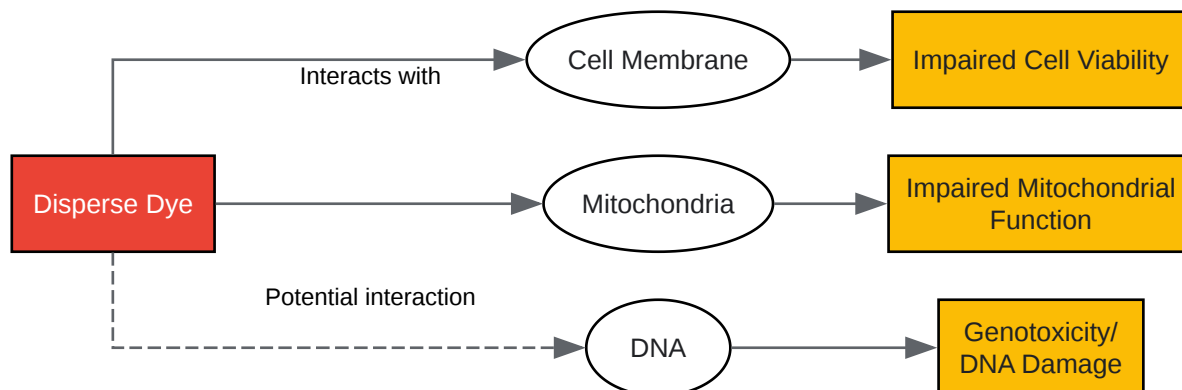 Cell Membrane
Impaired Cell Viability
Interacts with
Disperse Dye
Mitochondria
Impaired Mitochondrial
Function
Potential interaction
DNA
Genotoxicity/
DNA Damage